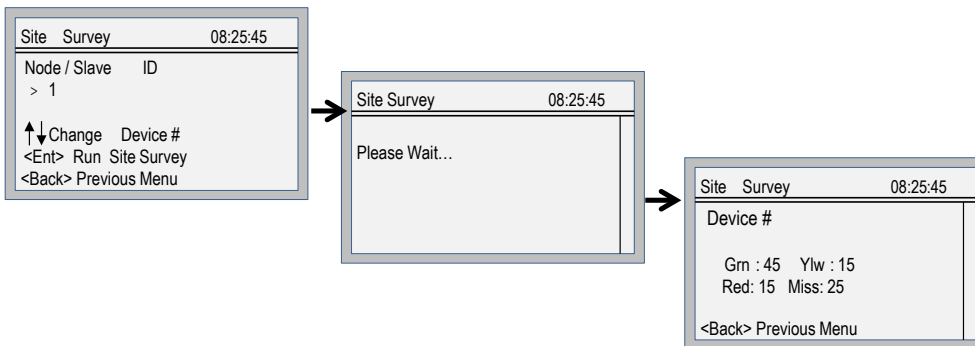 Site Survey 08:25:45
Node / Slave ID
> 1
↑↓Change Device #
<Ent> Run Site Survey
<Back> Previous Menu
Site Survey 08:25:45
Please Wait...
Site Survey 08:25:45
Device #
Grn : 45 Ylw : 15
Red: 15 Miss: 25
<Back> Previous Menu